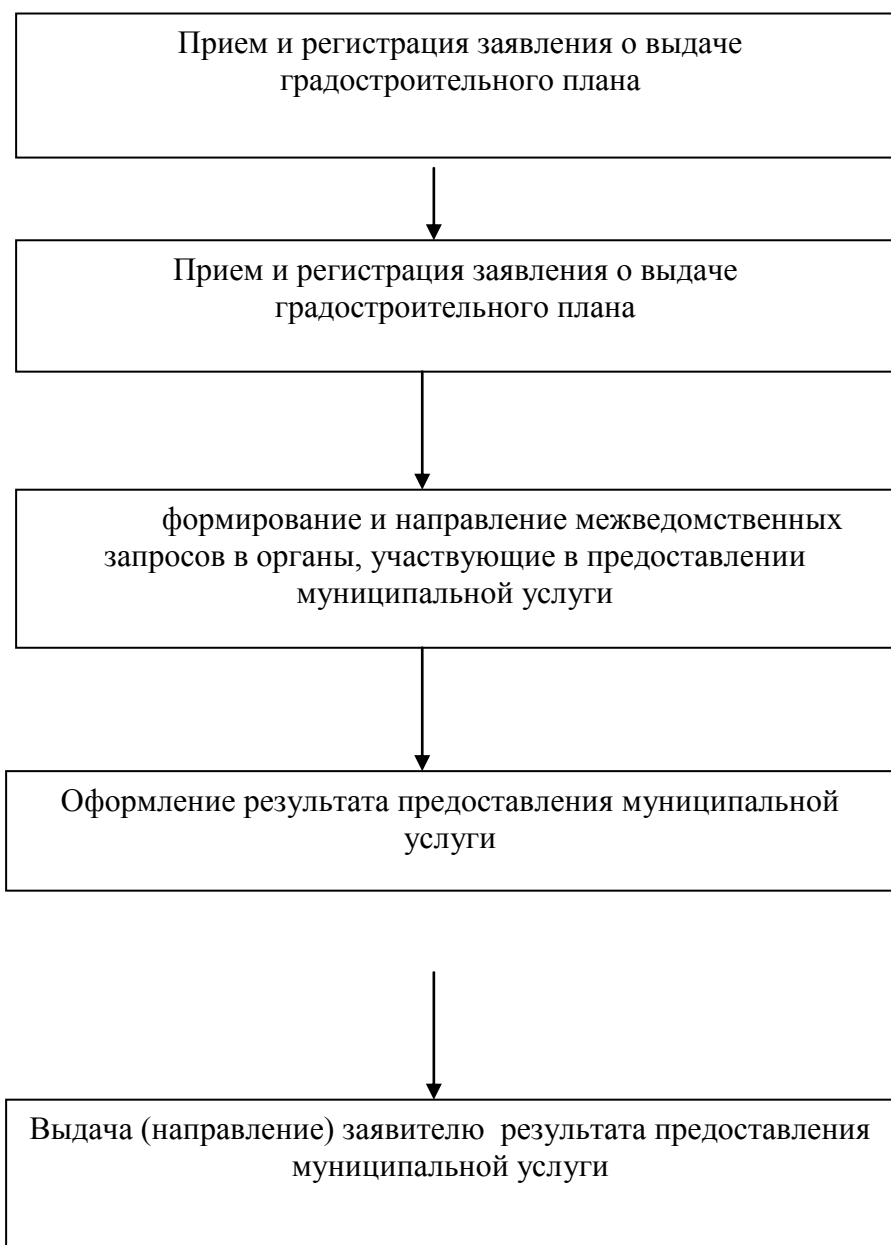 Прием и регистрация заявления о выдаче
градостроительного плана
Прием и регистрация заявления о выдаче
градостроительного плана
формирование и направление межведомственных
запросов в органы, участвующие в предоставлении
муниципальной услуги
Оформление результата предоставления муниципальной
услуги
Выдача (направление) заявителю результата предоставления
муниципальной услуги